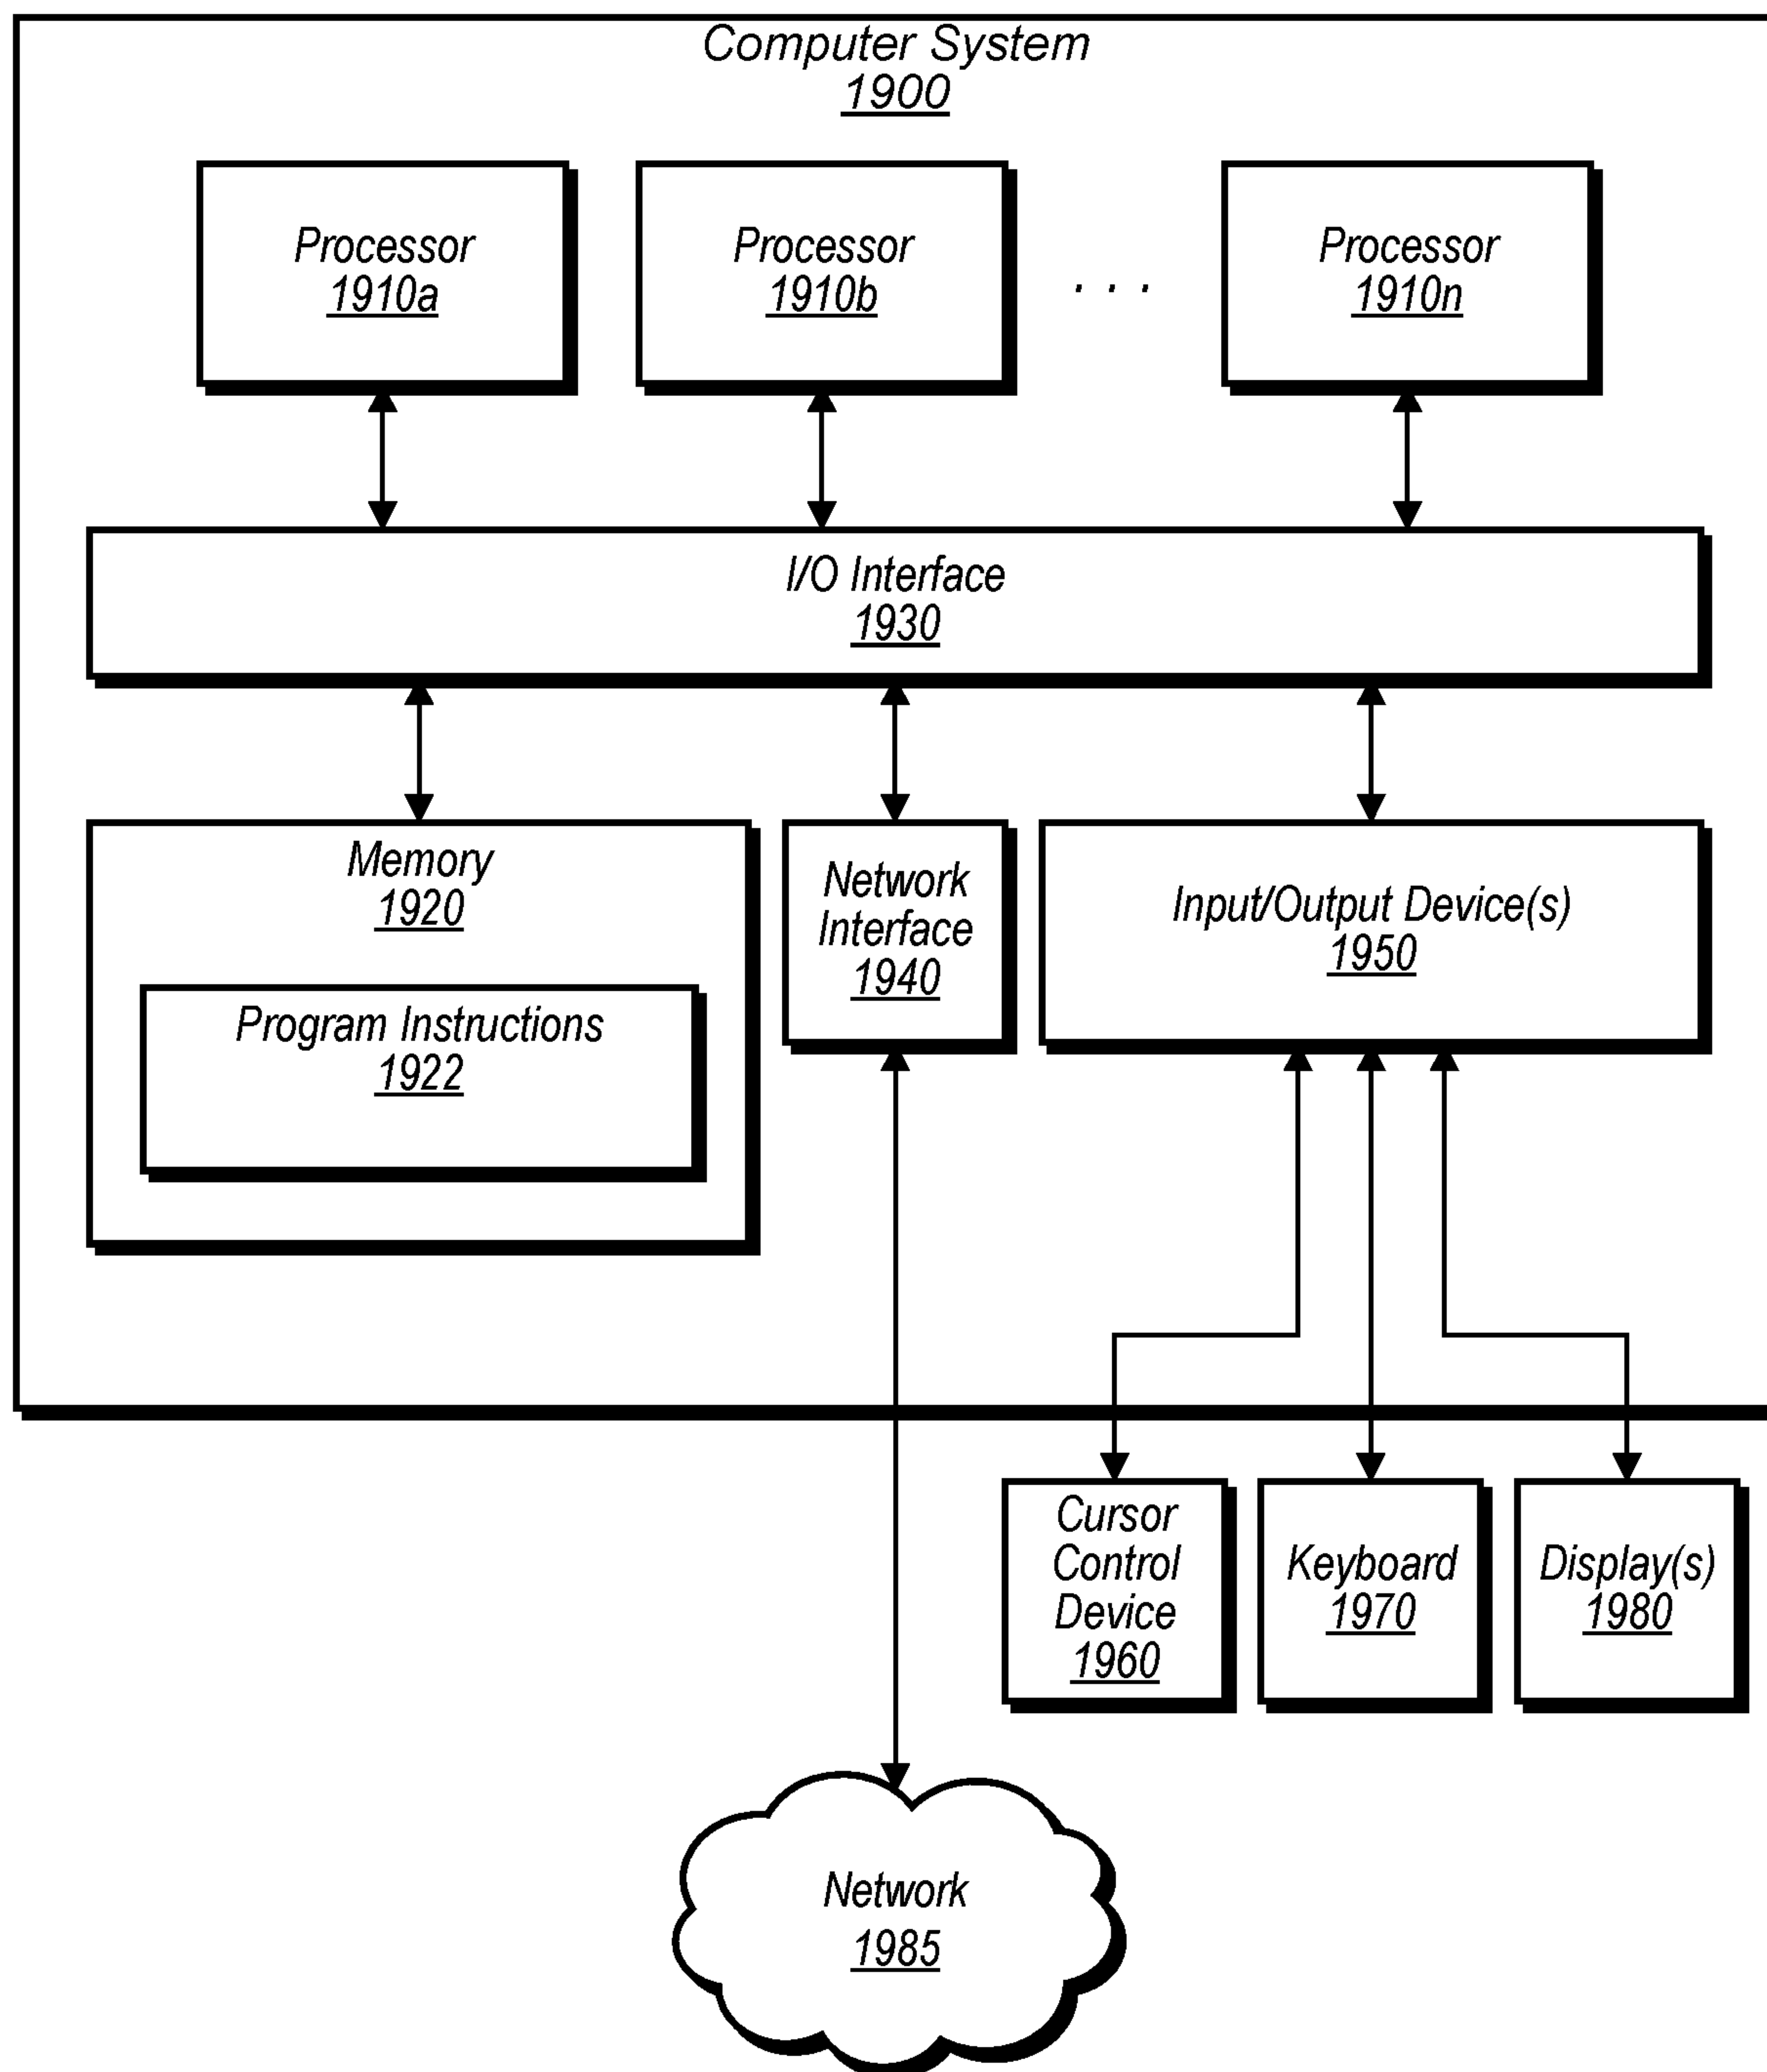 Computer System
1900
Processor
1910a
Processor
1910b
. . .
Processor
1910n
I/O Interface
1930
Memory
1920
Program Instructions
1922
Network
Interface
1940
Input/Output Device(s)
1950
Cursor
Control
Device
1960
Keyboard
1970
Display(s)
1980
Network
1985